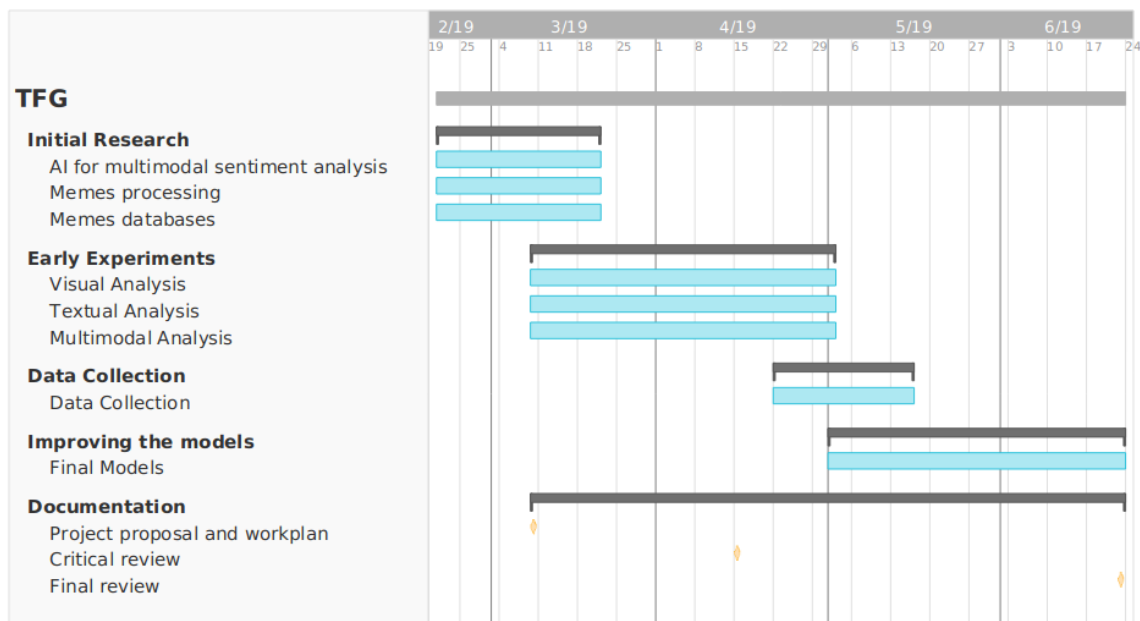 2/19 3/19 4/19 5/19 6/19
19 25 4 11 18 25 1 8 15 22 29 6 13 20 27 3 10 17 24
TFG
Initial Research
AI for multimodal sentiment analysis
Memes processing
Memes databases
Early Experiments
Visual Analysis
Textual Analysis
Multimodal Analysis
Data Collection
Data Collection
Improving the models
Final Models
Documentation
Project proposal and workplan
Critical review
Final review